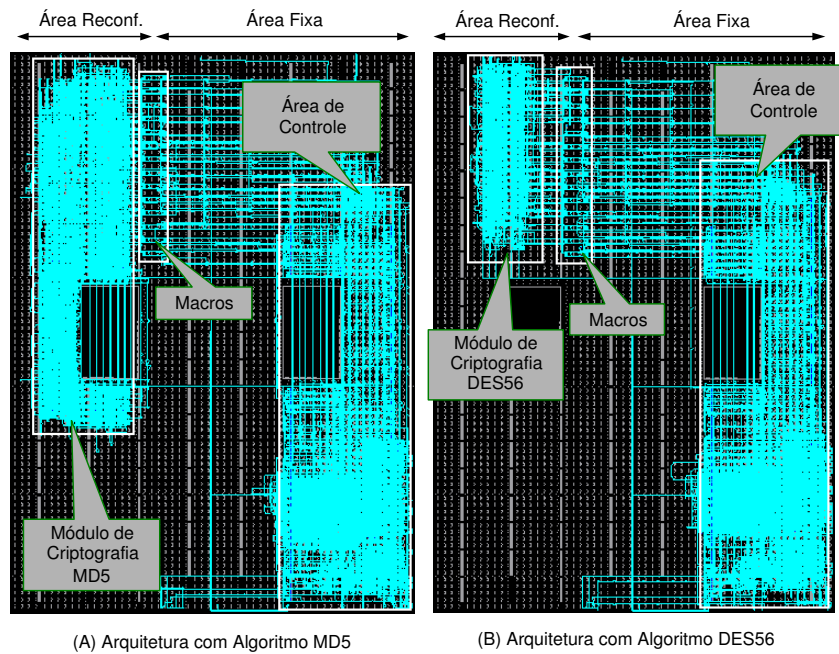 Área Reconf.
Área Fixa
Área Reconf.
Área Fixa
Área de
Controle
Macros
Módulo de
Criptografia
MD5
Área de
Controle
Macros
Módulo de
Criptografia
DES56
(A) Arquitetura com Algoritmo MD5
(B) Arquitetura com Algoritmo DES56